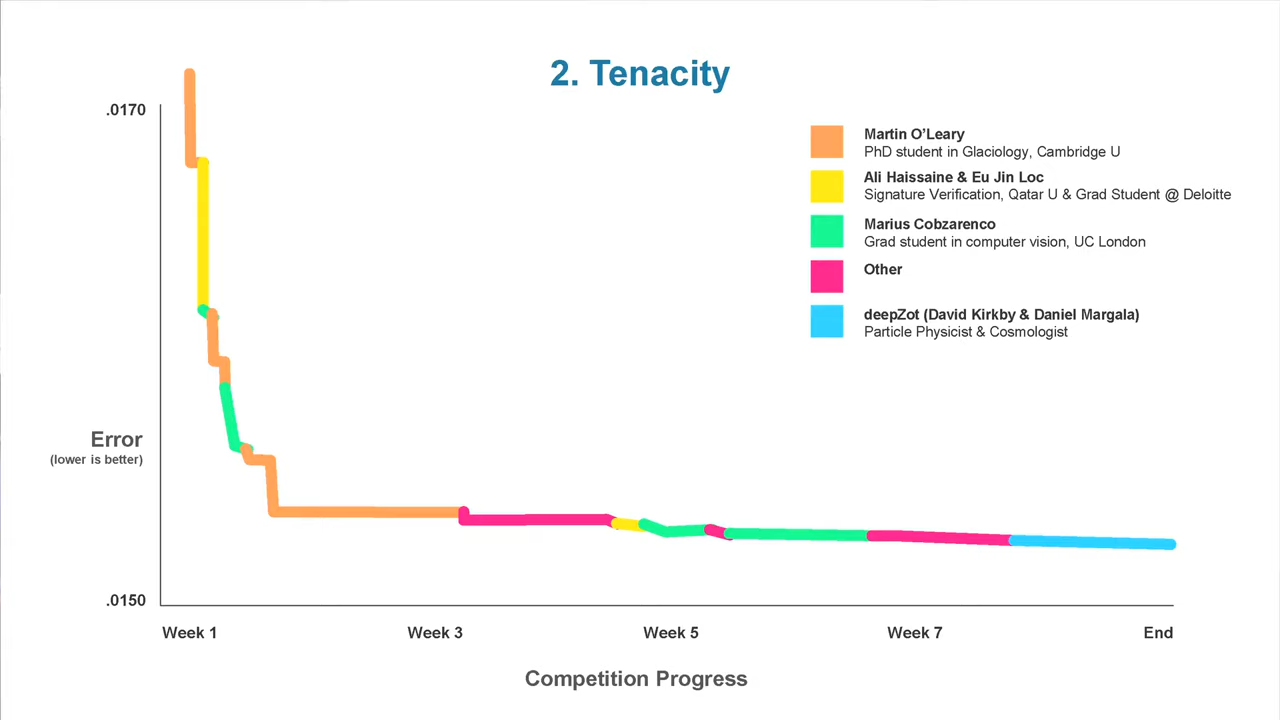 2. Tenacity
.0170
Martin O’Leary
PhD student in Glaciology, Cambridge U
Ali Haissaine & Eu Jin Loc
Signature Verification, Qatar U & Grad Student @ Deloitte
Marius Cobzarenco
Grad student in computer vision, UC London
Other
deepZot (David Kirkby & Daniel Margala)
Particle Physicist & Cosmologist
Error
(lower is better)
.0150
Week 1
Week 3
Week 5
Week 7
End
Competition Progress